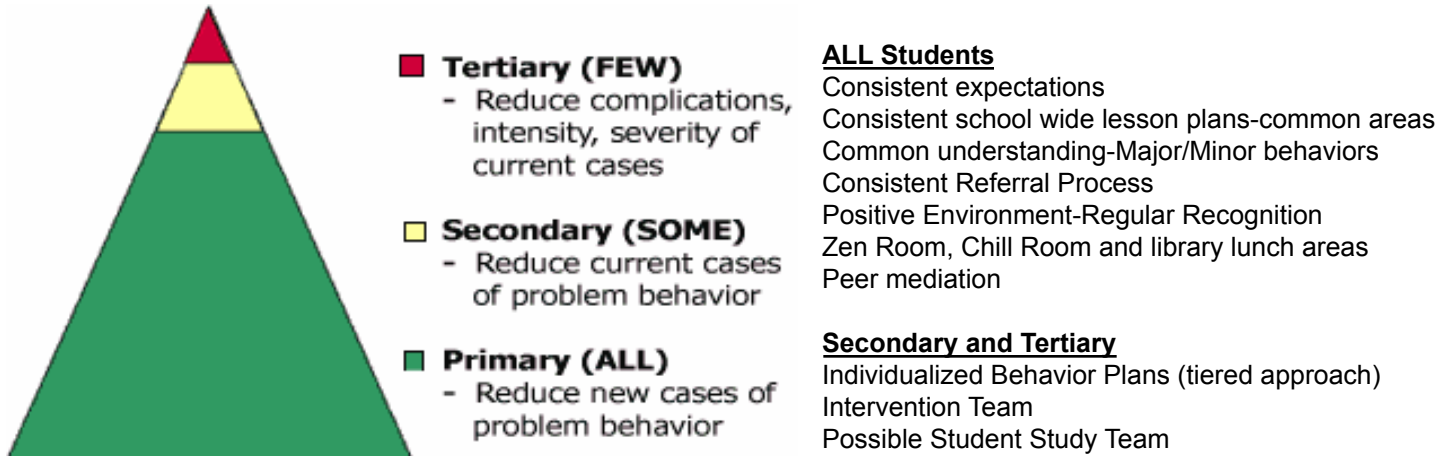 Tertiary (FEW)
- Reduce complications,
intensity, severity of
current cases
Secondary (SOME)
- Reduce current cases
of problem behavior
Primary (ALL)
- Reduce new cases of
problem behavior
ALL Students
Consistent expectations
Consistent school wide lesson plans-common areas
Common understanding-Major/Minor behaviors
Consistent Referral Process
Positive Environment-Regular Recognition
Zen Room, Chill Room and library lunch areas
Peer mediation
Secondary and Tertiary
Individualized Behavior Plans (tiered approach)
Intervention Team
Possible Student Study Team